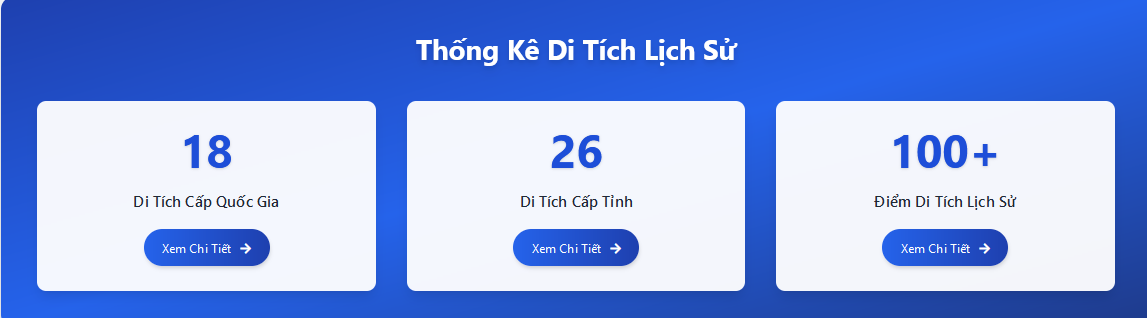 Thống Kê Di Tích Lịch Sử
18
Di Tích Cấp Quốc Gia
Xem Chi Tiết →
26
Di Tích Cấp Tỉnh
Xem Chi Tiết →
100+
Điểm Di Tích Lịch Sử
Xem Chi Tiết →